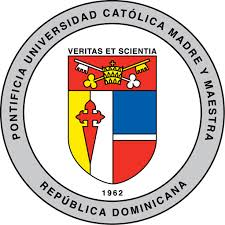 PONTIFICIA UNIVERSIDAD CATÓLICA MADRE Y MAESTRA
VERITAS ET SCIENTIA
1962
REPÚBLICA DOMINICANA